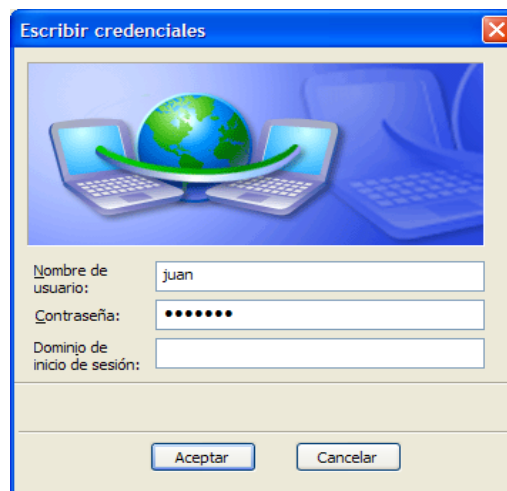 Escribir credenciales
Nombre de
usuario:
juan
Contraseña:
•••••••
Dominio de
inicio de sesión:
Aceptar
Cancelar